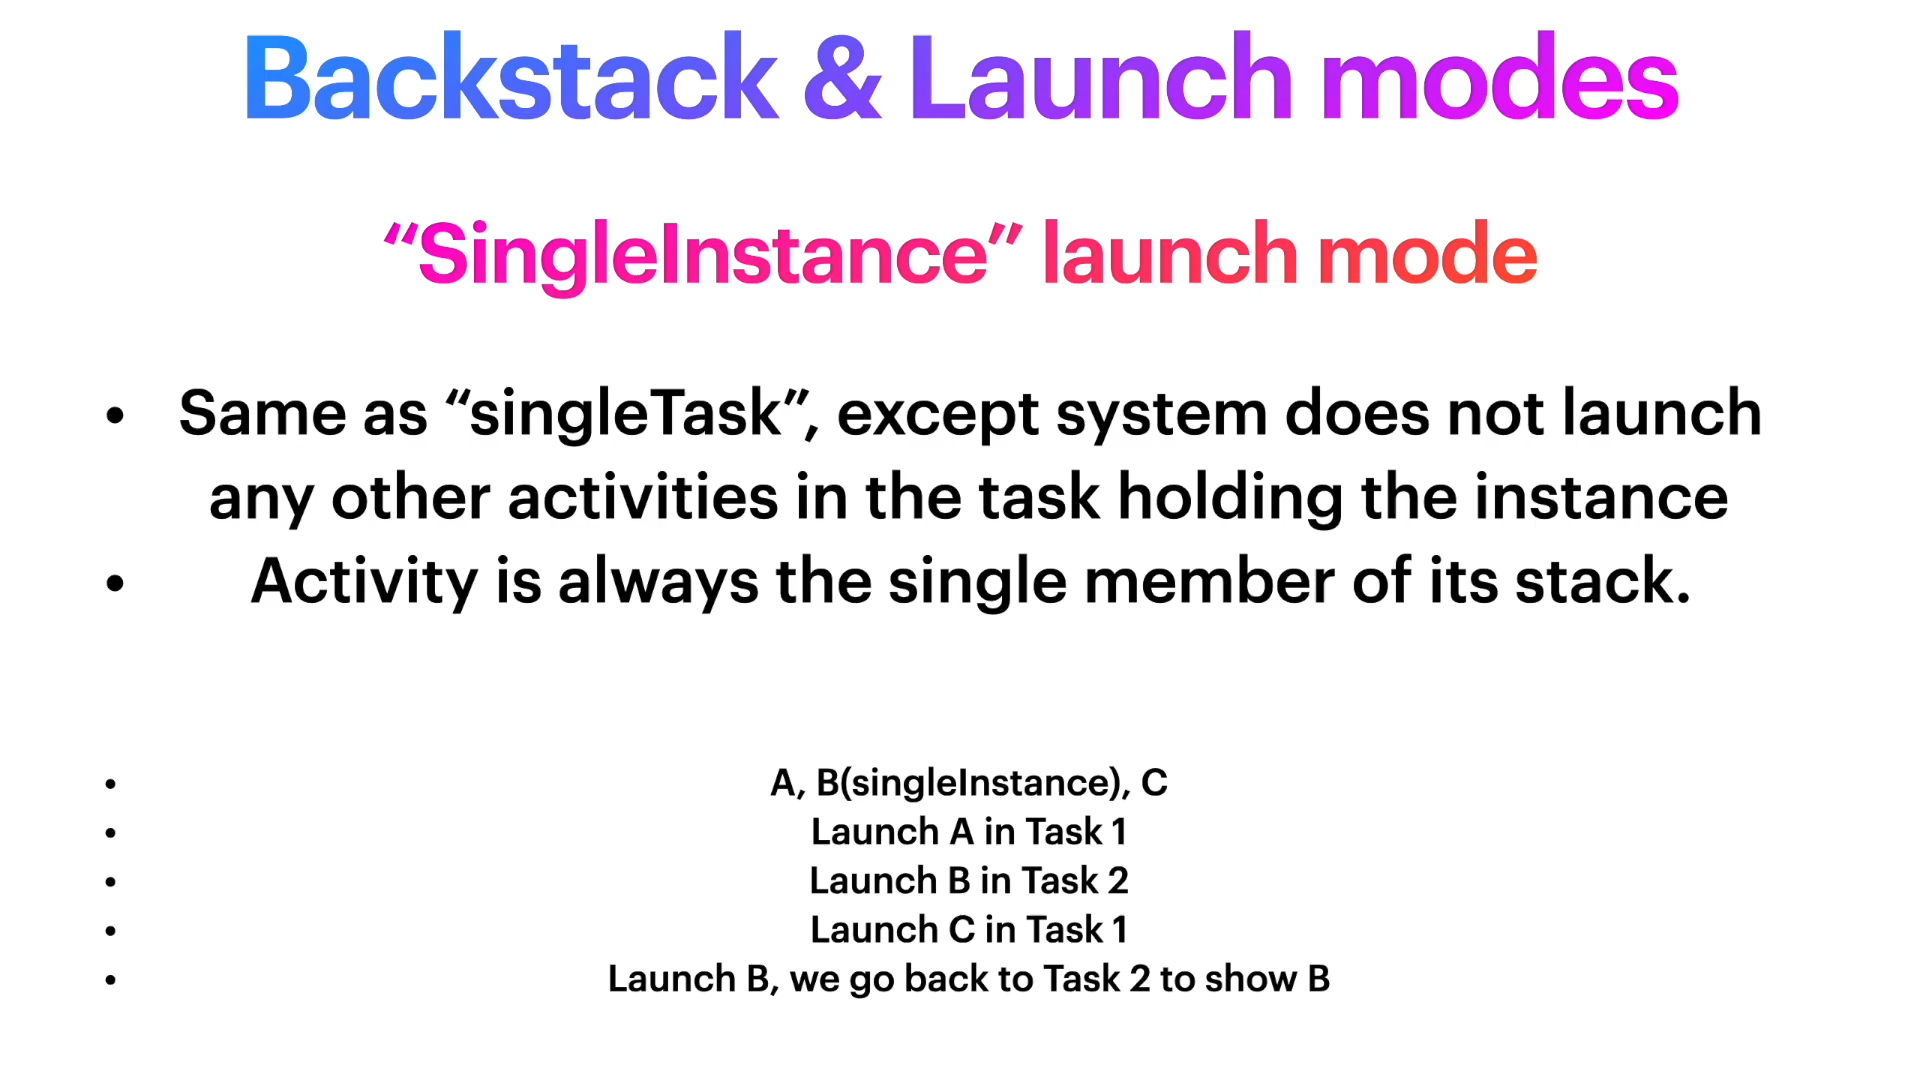 Backstack & Launch modes
“SingleInstance” launch mode
• Same as “singleTask”, except system does not launch
any other activities in the task holding the instance
• Activity is always the single member of its stack.
• A, B(singleInstance), C
• Launch A in Task 1
• Launch B in Task 2
• Launch C in Task 1
• Launch B, we go back to Task 2 to show B